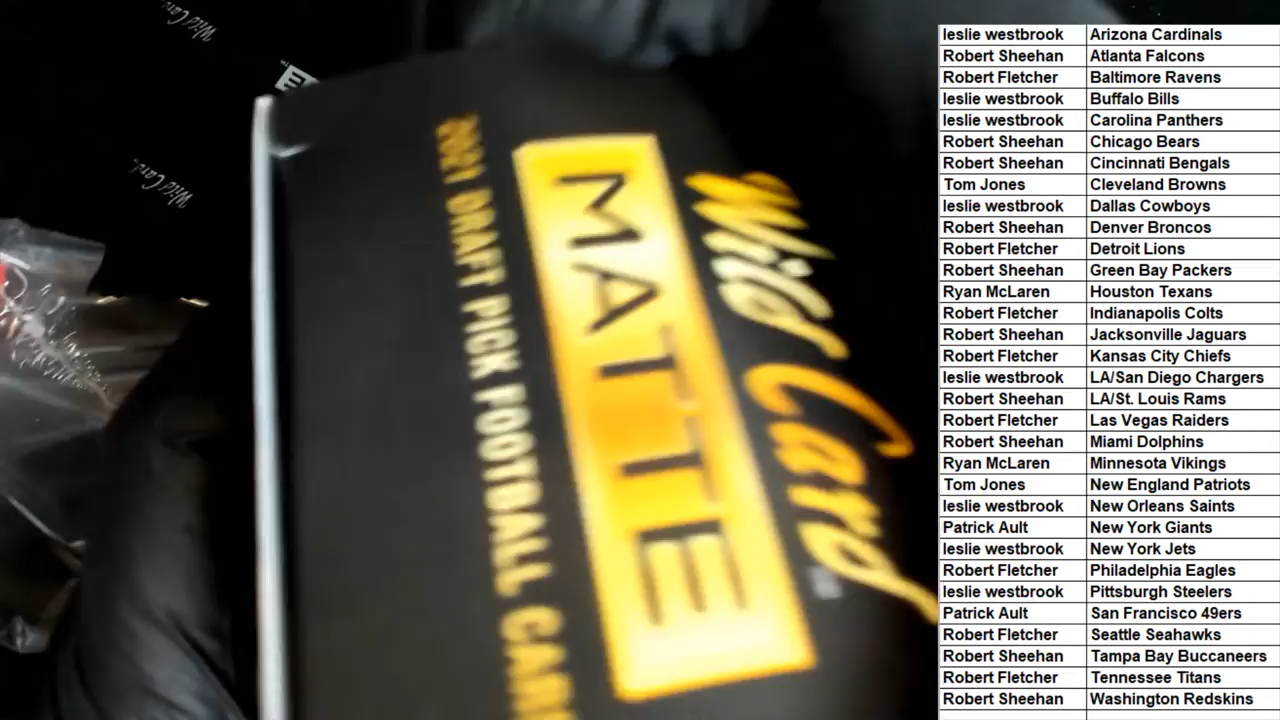 Wild Card
Wild Card
Wild Card
MATTE
2021 DRAFT PICK FOOTBALL CARD
leslie westbrook Arizona Cardinals
Robert Sheehan Atlanta Falcons
Robert Fletcher Baltimore Ravens
leslie westbrook Buffalo Bills
leslie westbrook Carolina Panthers
Robert Sheehan Chicago Bears
Robert Sheehan Cincinnati Bengals
Tom Jones Cleveland Browns
leslie westbrook Dallas Cowboys
Robert Sheehan Denver Broncos
Robert Fletcher Detroit Lions
Robert Sheehan Green Bay Packers
Ryan McLaren Houston Texans
Robert Fletcher Indianapolis Colts
Robert Sheehan Jacksonville Jaguars
Robert Fletcher Kansas City Chiefs
leslie westbrook LA/San Diego Chargers
Robert Sheehan LA/St. Louis Rams
Robert Fletcher Las Vegas Raiders
Robert Sheehan Miami Dolphins
Ryan McLaren Minnesota Vikings
Tom Jones New England Patriots
leslie westbrook New Orleans Saints
Patrick Ault New York Giants
leslie westbrook New York Jets
Robert Fletcher Philadelphia Eagles
leslie westbrook Pittsburgh Steelers
Patrick Ault San Francisco 49ers
Robert Fletcher Seattle Seahawks
Robert Sheehan Tampa Bay Buccaneers
Robert Fletcher Tennessee Titans
Robert Sheehan Washington Redskins